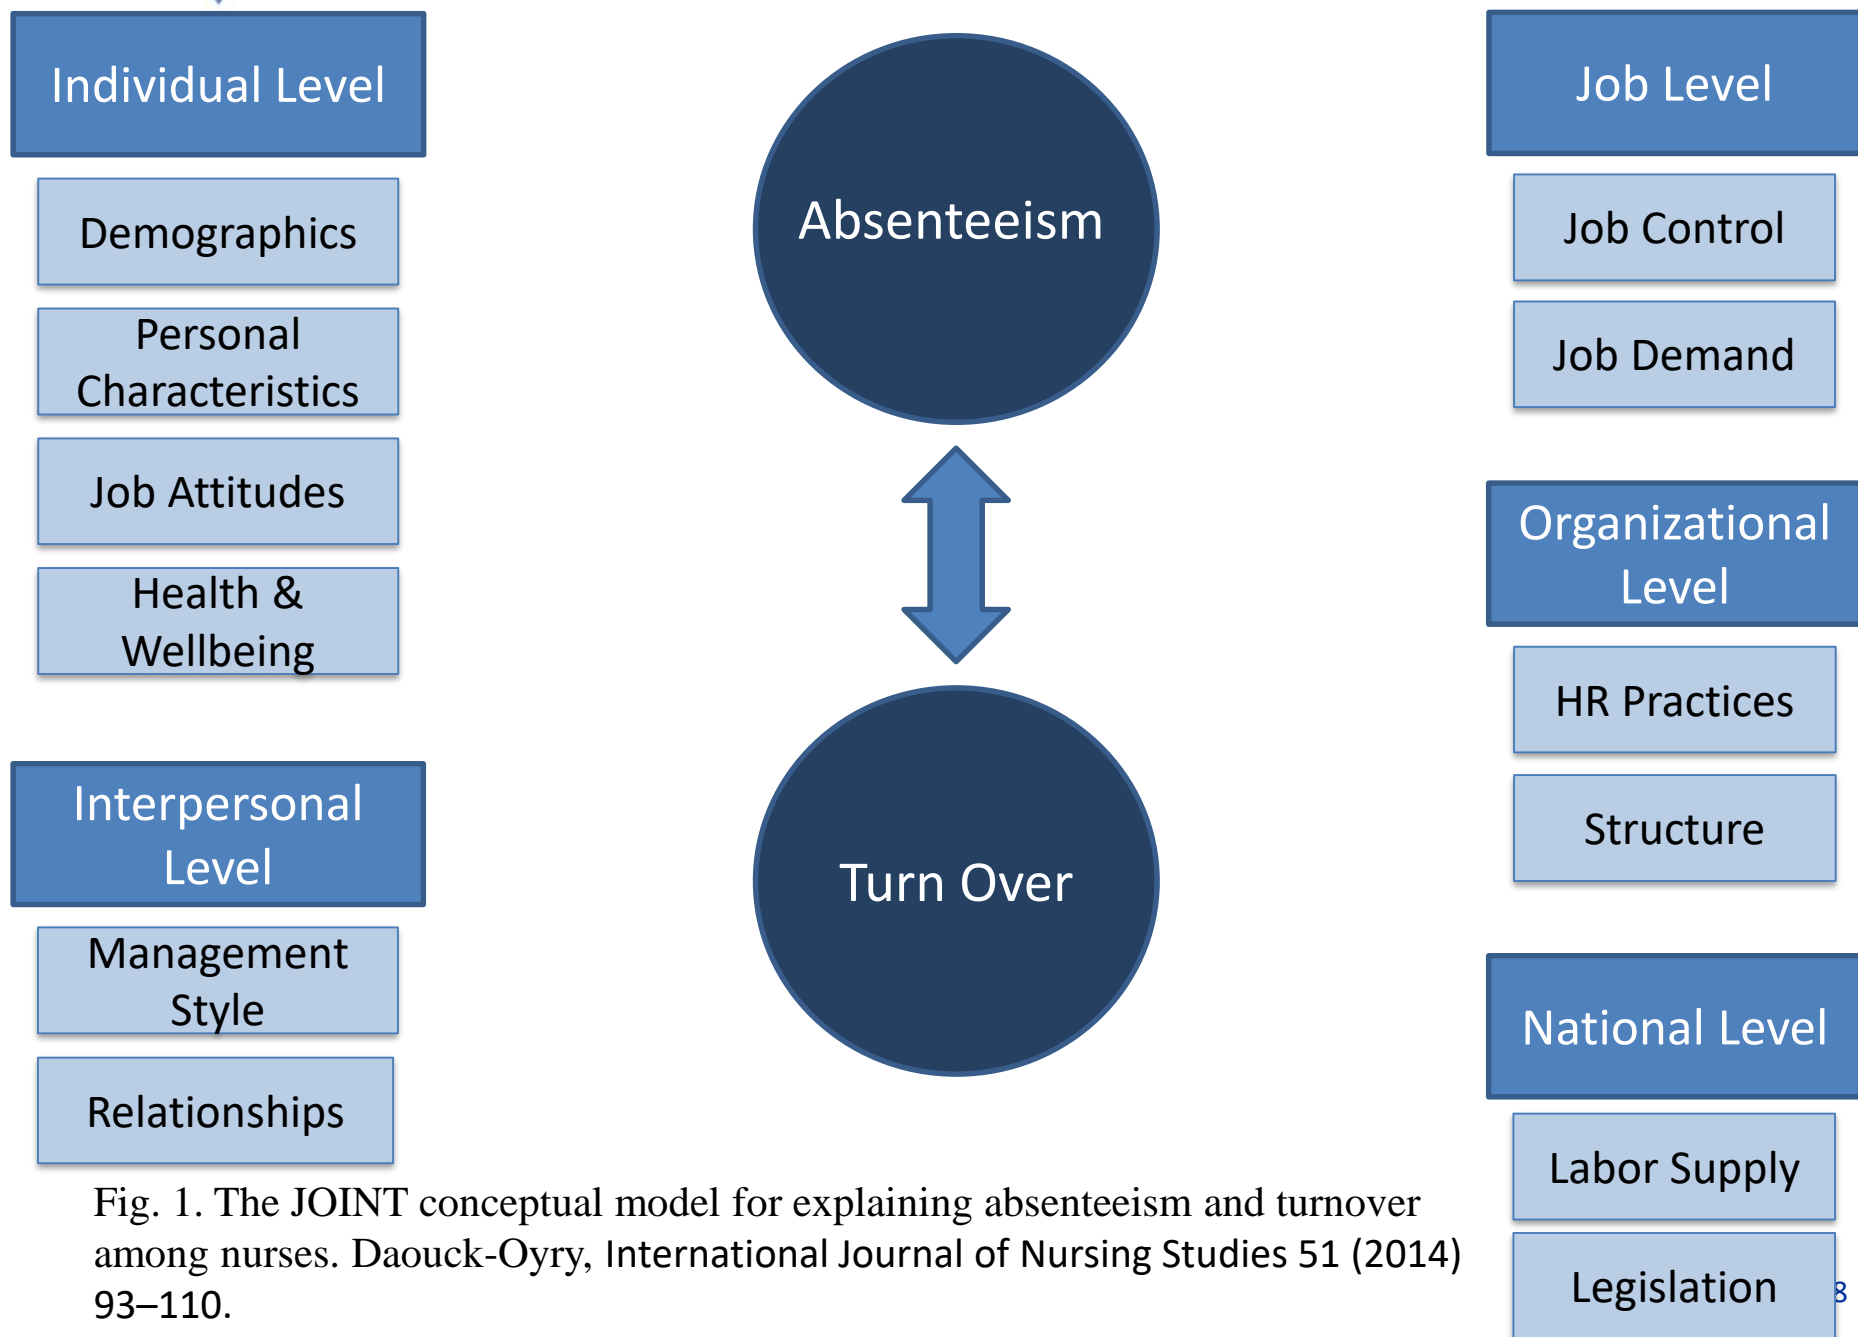 Individual Level
Demographics
Personal
Characteristics
Job Attitudes
Health &
Wellbeing
Interpersonal
Level
Management
Style
Relationships
Absenteeism
Turn Over
Job Level
Job Control
Job Demand
Organizational
Level
HR Practices
Structure
National Level
Labor Supply
Legislation
8
Fig. 1. The JOINT conceptual model for explaining absenteeism and turnover
among nurses. Daouck-Oyry, International Journal of Nursing Studies 51 (2014)
93–110.